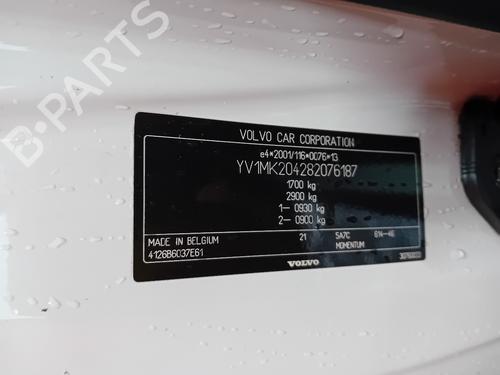 B-PARTS
VOLVO CAR CORPORATION
e4*2001/116*0076*13
YV1MK204282076187
1700 kg
2900 kg
1- 0930 kg
2- 0900 kg
MADE IN BELGIUM 21 SA7C 614-46
4126B6037E61 MOMENTUM
VOLVO